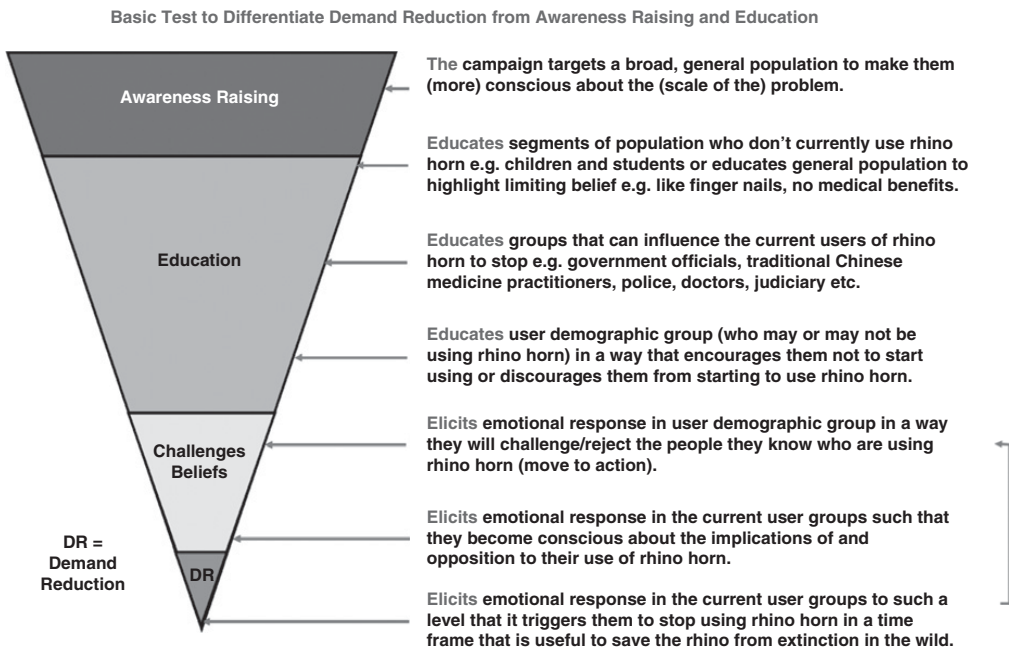 Basic Test to Differentiate Demand Reduction from Awareness Raising and Education
Awareness Raising
The campaign targets a broad, general population to make them
(more) conscious about the (scale of the) problem.
Educates segments of population who don't currently use rhino
horn e.g. children and students or educates general population to
highlight limiting belief e.g. like finger nails, no medical benefits.
Education
Educates groups that can influence the current users of rhino
horn to stop e.g. government officials, traditional Chinese
medicine practitioners, police, doctors, judiciary etc.
Educates user demographic group (who may or may not be
using rhino horn) in a way that encourages them not to start
using or discourages them from starting to use rhino horn.
Challenges
Beliefs
Elicits emotional response in user demographic group in a way
they will challenge/reject the people they know who are using
rhino horn (move to action).
Elicits emotional response in the current user groups such that
they become conscious about the implications of and
opposition to their use of rhino horn.
DR =
Demand
Reduction
DR
Elicits emotional response in the current user groups to such a
level that it triggers them to stop using rhino horn in a time
frame that is useful to save the rhino from extinction in the wild.